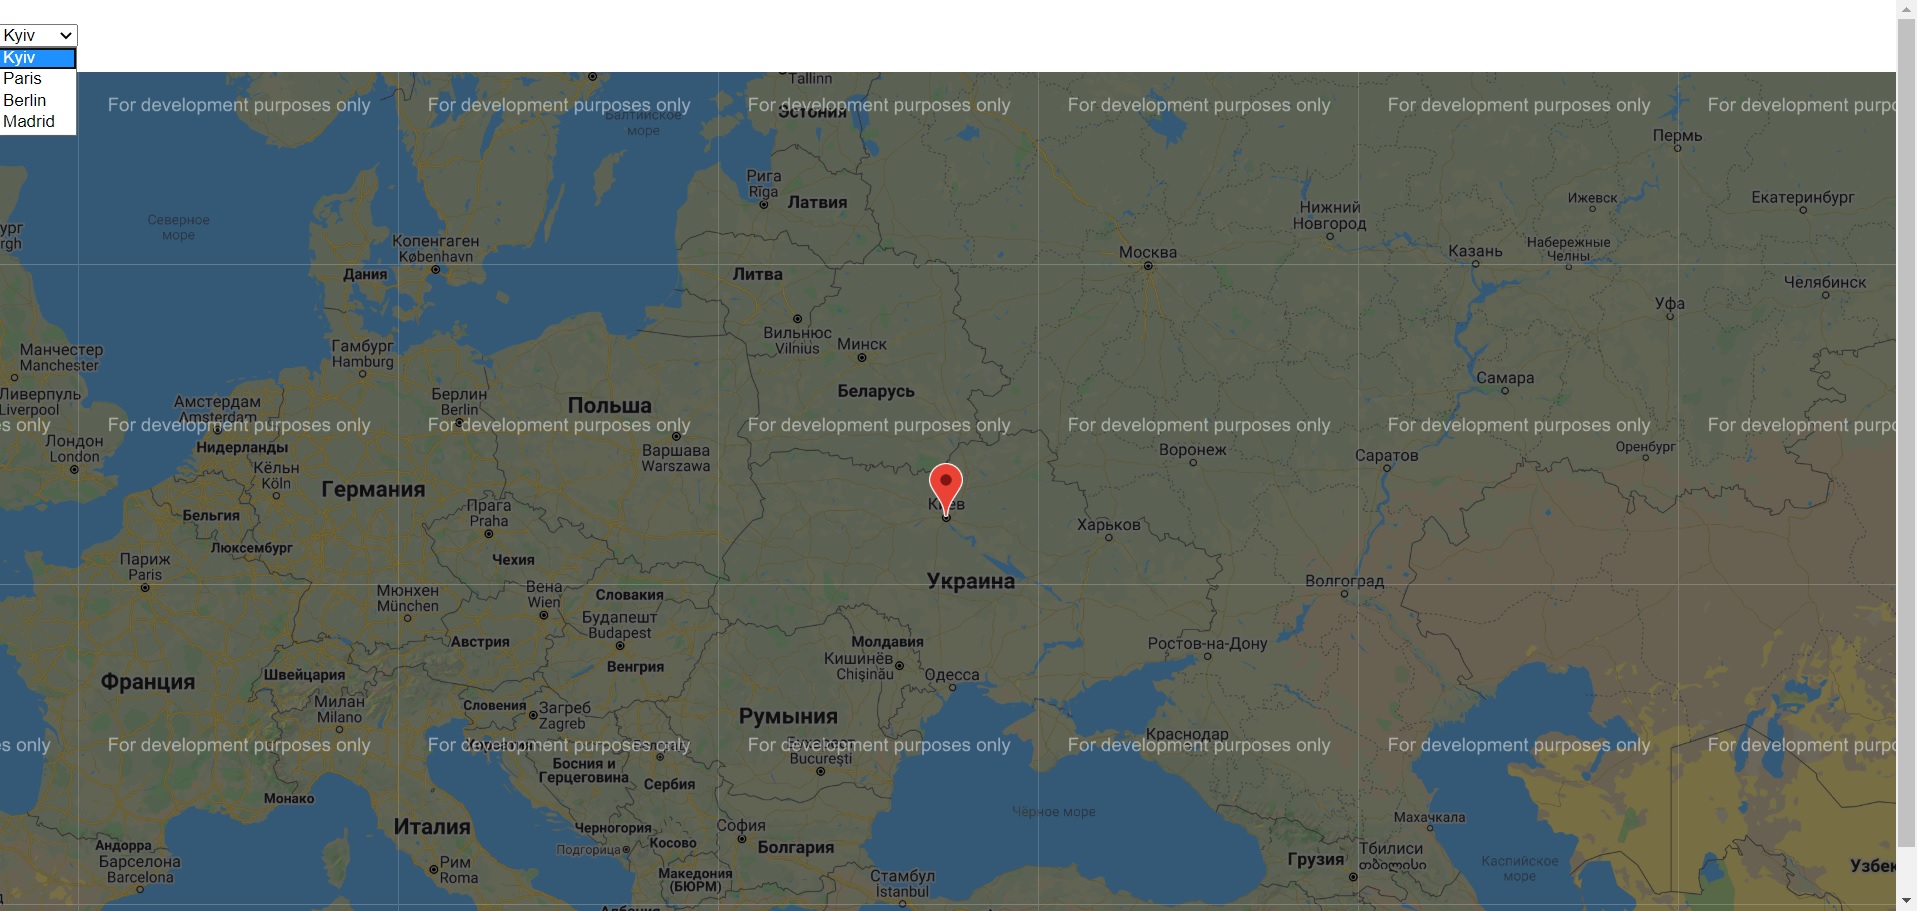 Kyiv
Kyiv
Paris
Berlin
Madrid
Tallinn
For development purposes only
For development purposes only
For development purposes only
For development purposes only
For development purposes only
For development purpo
Эстония
Балтийское
море
Пермь
Рига
Rīga
Латвия
Ижевск
Екатеринбург
Северное
море
ург
rgh
Нижний
Новгород
Копенгаген
København
Москва
Казань
Набережные
Челны
Дания
Литва
Челябинск
Уфа
Вильнюс
Vilnius
Минск
Манчестер
Manchester
Гамбург
Hamburg
Самара
Беларусь
Ливерпуль
Liverpool
Амстердам
Amsterdam
Берлин
Berlin
Польша
s only
For development purposes only
For development purposes only
For development purposes only
For development purposes only
For development purposes only
For development purpo
Лондон
London
Нидерланды
Варшава
Warszawa
Воронеж
Саратов
Оренбург
Кёльн
Köln
Германия
Киев
Бельгия
Прага
Praha
Харьков
Люксембург
Париж
Paris
Чехия
Украина
Волгоград
Мюнхен
München
Вена
Wien
Словакия
Будапешт
Budapest
Австрия
Молдавия
Ростов-на-Дону
Кишинёв
Chișinău
Венгрия
Швейцария
Одесса
Франция
Милан
Milano
Словения
Загреб
Zagreb
Румыния
Краснодар
s only
For development purposes only
For development purposes only
For development purposes only
For development purposes only
For development purposes only
For development purpo
București
Босния и
Герцеговина
Сербия
Монако
Чёрное море
Италия
Черногория
София
Махачкала
Андорра
Барселона
Barcelona
Подгорица
Косово
Болгария
Рим
Roma
Грузия
Тбилиси
თბილისი
Каспийское
море
Узбек
Македония
(БЮРМ)
Стамбул
İstanbul